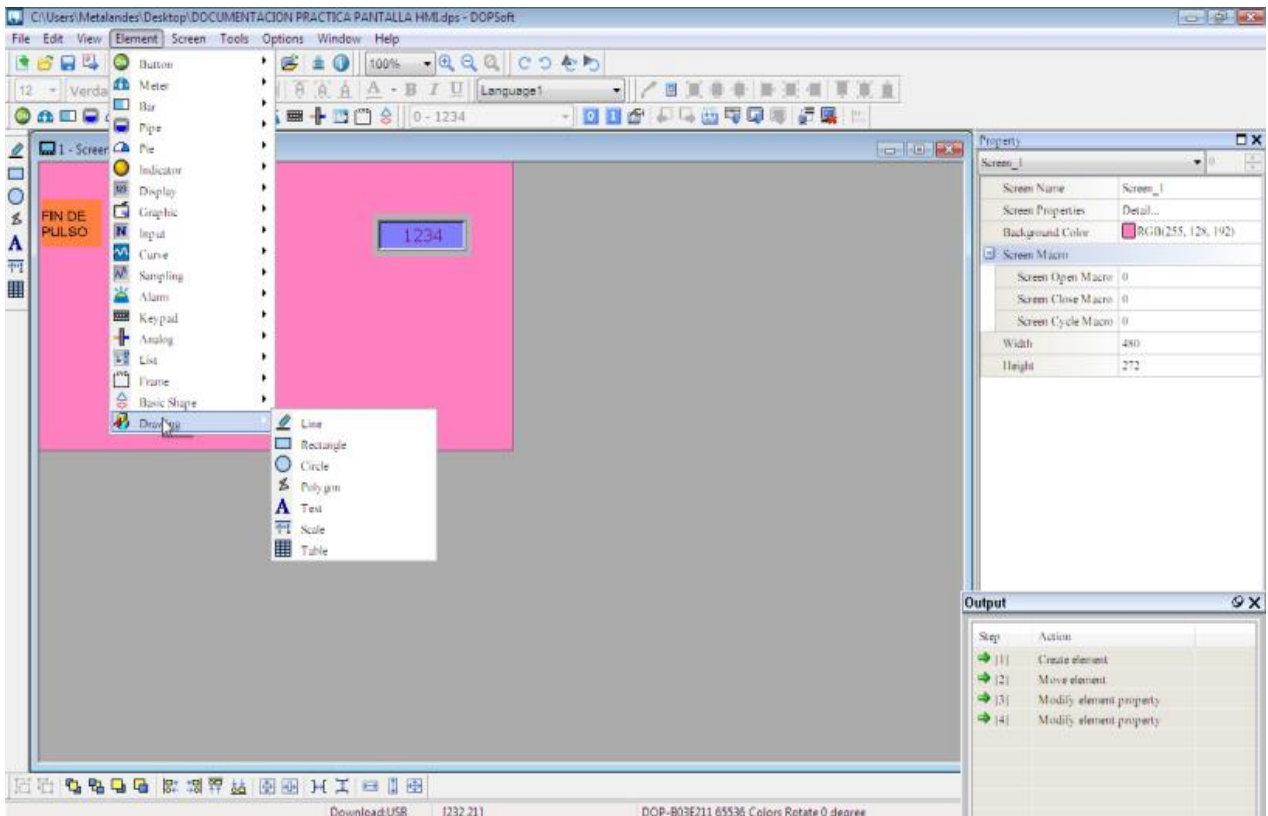 C:\Users\Metalandes\Desktop\DOCUMENTACION PRACTICA PANTALLA HMI.dps - DOPSoft
File Edit View Element Screen Tools Options Window Help
100%
12 Verda
A B I U Language1
0 - 1234
Button
Meter
Bar
Pipe
Pie
Indicator
Display
Graphic
Input
Curve
Sampling
Alarm
Keypad
Analog
List
Frame
Basic Shape
Drawing
Line
Rectangle
Circle
Polygon
Text
Scale
Table
1 - Screen
FIN DE
PULSO
1234
Property
Screen_1 0
Screen Name Screen_1
Screen Properties Detail...
Background Color RGB(255, 128, 192)
Screen Macro
Screen Open Macro 0
Screen Close Macro 0
Screen Cycle Macro 0
Width 480
Height 272
Output
Step Action
[1] Create element
[2] Move element
[3] Modify element property
[4] Modify element property
Download:USB [232,21] DOP-B03E211 65536 Colors Rotate 0 degree